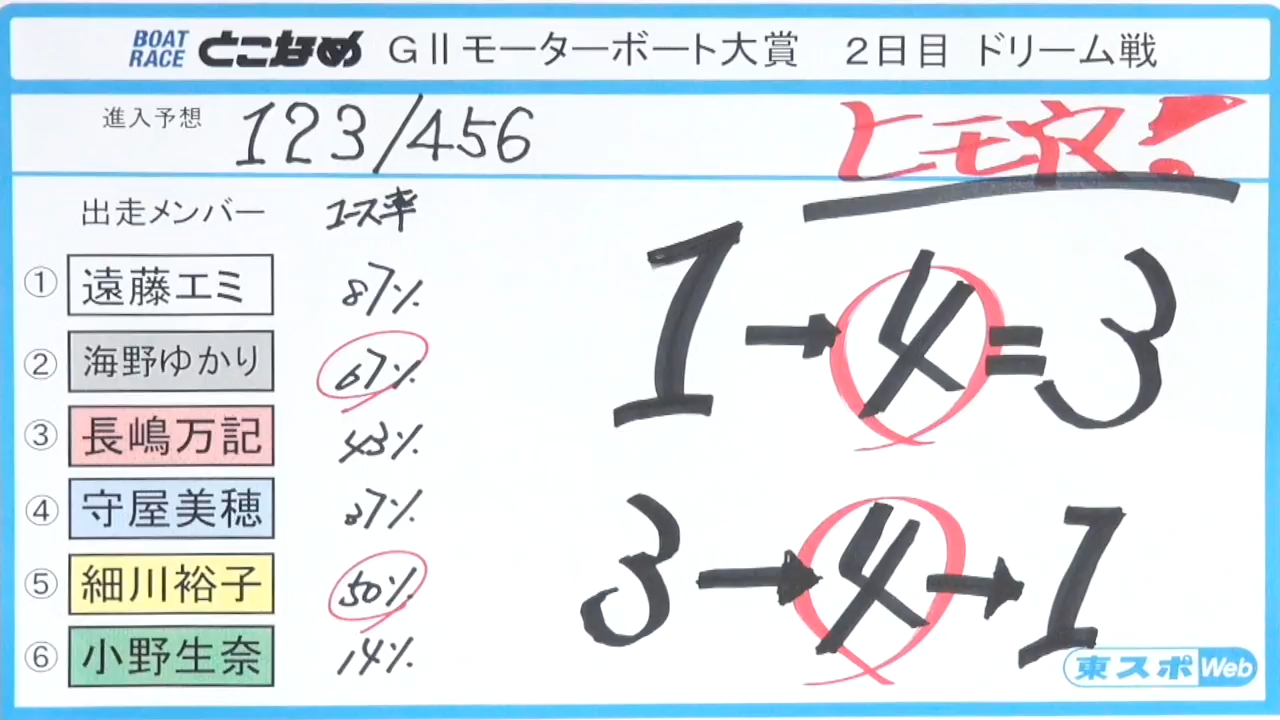 BOAT RACE とこなめ GⅡモーターボート大賞 2日目 ドリーム戦
進入予想 123/456
ヒモ穴!
出走メンバー コース率
① 遠藤エミ 87%
② 海野ゆかり 67%
③ 長嶋万記 43%
④ 守屋美穂 37%
⑤ 細川裕子 50%
⑥ 小野生奈 14%
1→4=3
3→4→1
東スポWeb